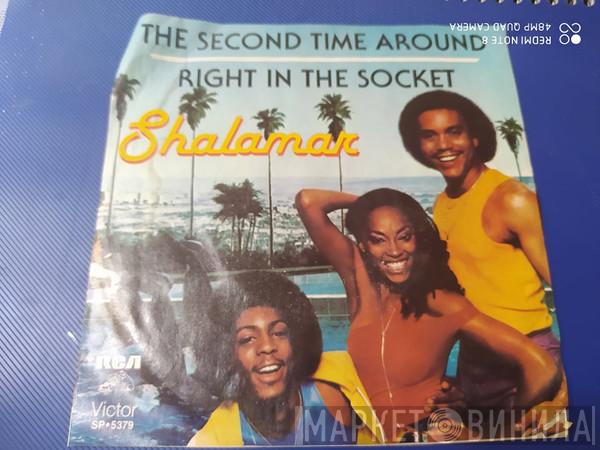 THE SECOND TIME AROUND
RIGHT IN THE SOCKET
Shalamar
RCA
Victor
SP•5379
МАРКЕТ ВИНИЛА
REDMI NOTE 8
48MP QUAD CAMERA